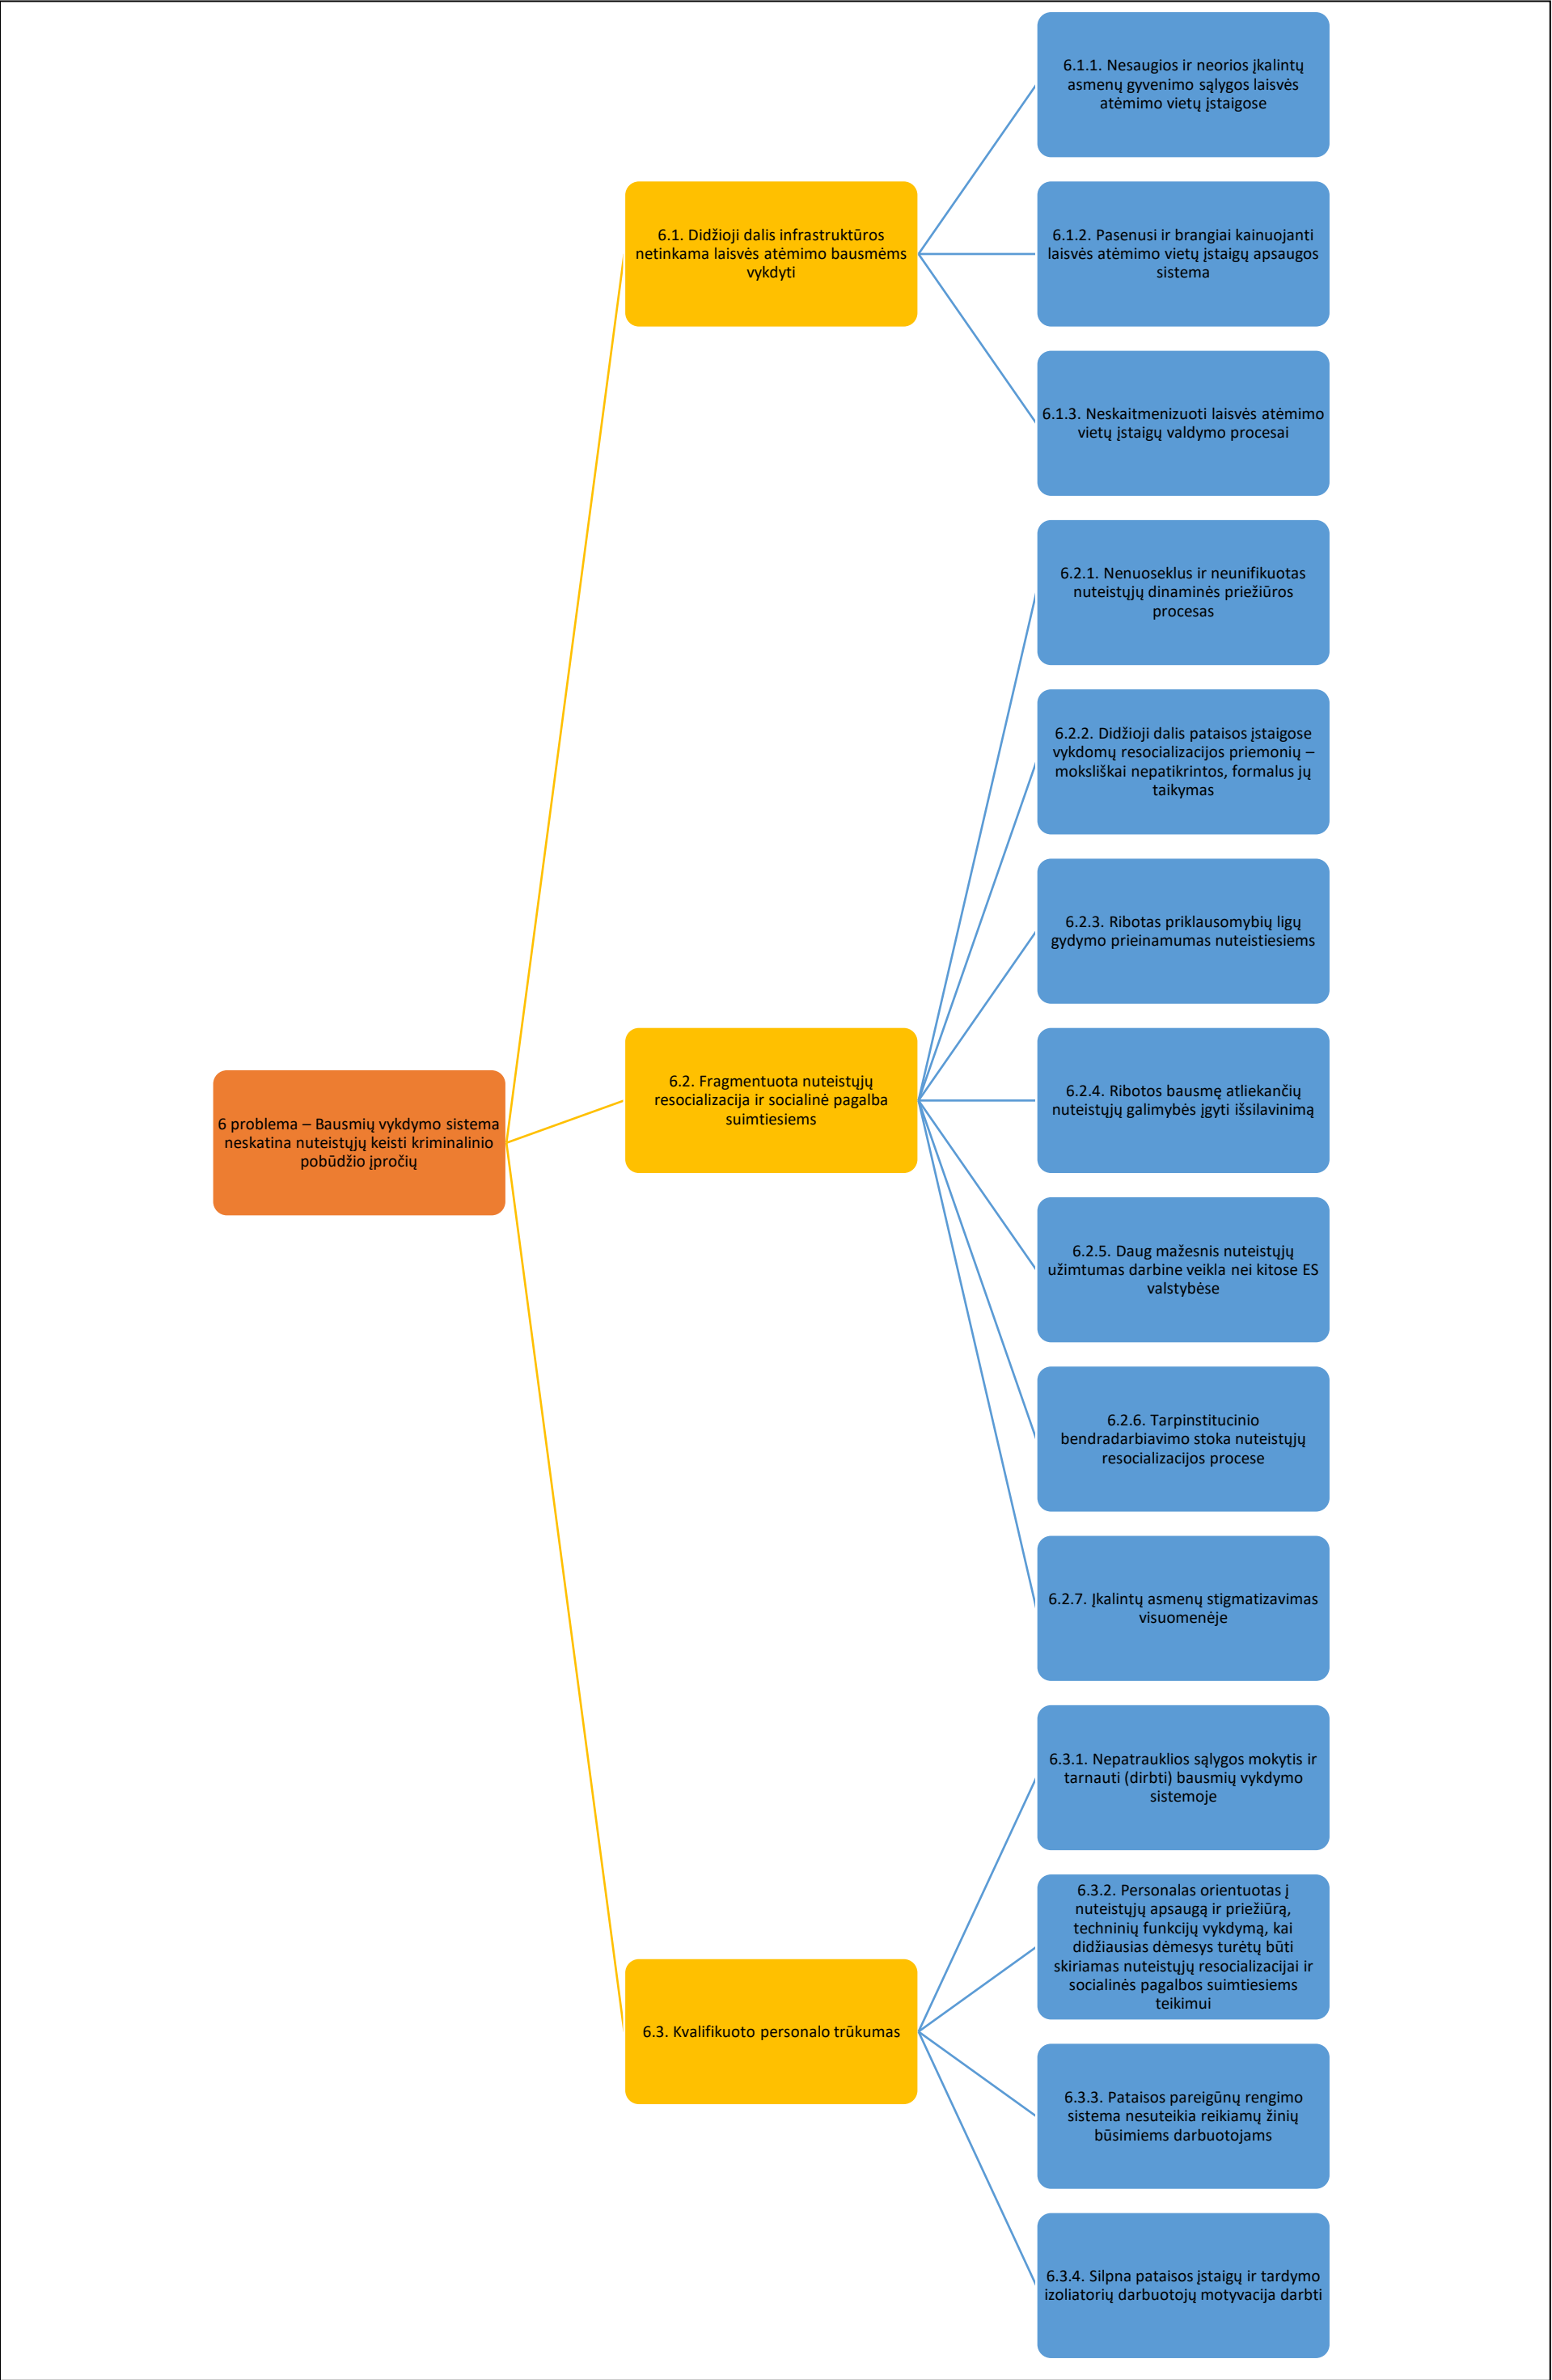 6 problema – Bausmių vykdymo sistema
neskatina nuteistųjų keisti kriminalinio
pobūdžio įpročių
6.1. Didžioji dalis infrastruktūros
netinkama laisvės atėmimo bausmėms
vykdyti
6.1.1. Nesaugios ir neorios įkalintų
asmenų gyvenimo sąlygos laisvės
atėmimo vietų įstaigose
6.1.2. Pasenusi ir brangiai kainuojanti
laisvės atėmimo vietų įstaigų apsaugos
sistema
6.1.3. Neskaitmenizuoti laisvės atėmimo
vietų įstaigų valdymo procesai
6.2. Fragmentuota nuteistųjų
resocializacija ir socialinė pagalba
suimtiesiems
6.2.1. Nenuoseklus ir neunifikuotas
nuteistųjų dinaminės priežiūros
procesas
6.2.2. Didžioji dalis pataisos įstaigose
vykdomų resocializacijos priemonių –
moksliškai nepatikrintos, formalus jų
taikymas
6.2.3. Ribotas priklausomybių ligų
gydymo prieinamumas nuteistiesiems
6.2.4. Ribotos bausmę atliekančių
nuteistųjų galimybės įgyti išsilavinimą
6.2.5. Daug mažesnis nuteistųjų
užimtumas darbine veikla nei kitose ES
valstybėse
6.2.6. Tarpinstitucinio
bendradarbiavimo stoka nuteistųjų
resocializacijos procese
6.2.7. Įkalintų asmenų stigmatizavimas
visuomenėje
6.3. Kvalifikuoto personalo trūkumas
6.3.1. Nepatrauklios sąlygos mokytis ir
tarnauti (dirbti) bausmių vykdymo
sistemoje
6.3.2. Personalas orientuotas į
nuteistųjų apsaugą ir priežiūrą,
techninių funkcijų vykdymą, kai
didžiausias dėmesys turėtų būti
skiriamas nuteistųjų resocializacijai ir
socialinės pagalbos suimtiesiems
teikimui
6.3.3. Pataisos pareigūnų rengimo
sistema nesuteikia reikiamų žinių
būsimiems darbuotojams
6.3.4. Silpna pataisos įstaigų ir tardymo
izoliatorių darbuotojų motyvacija darbti